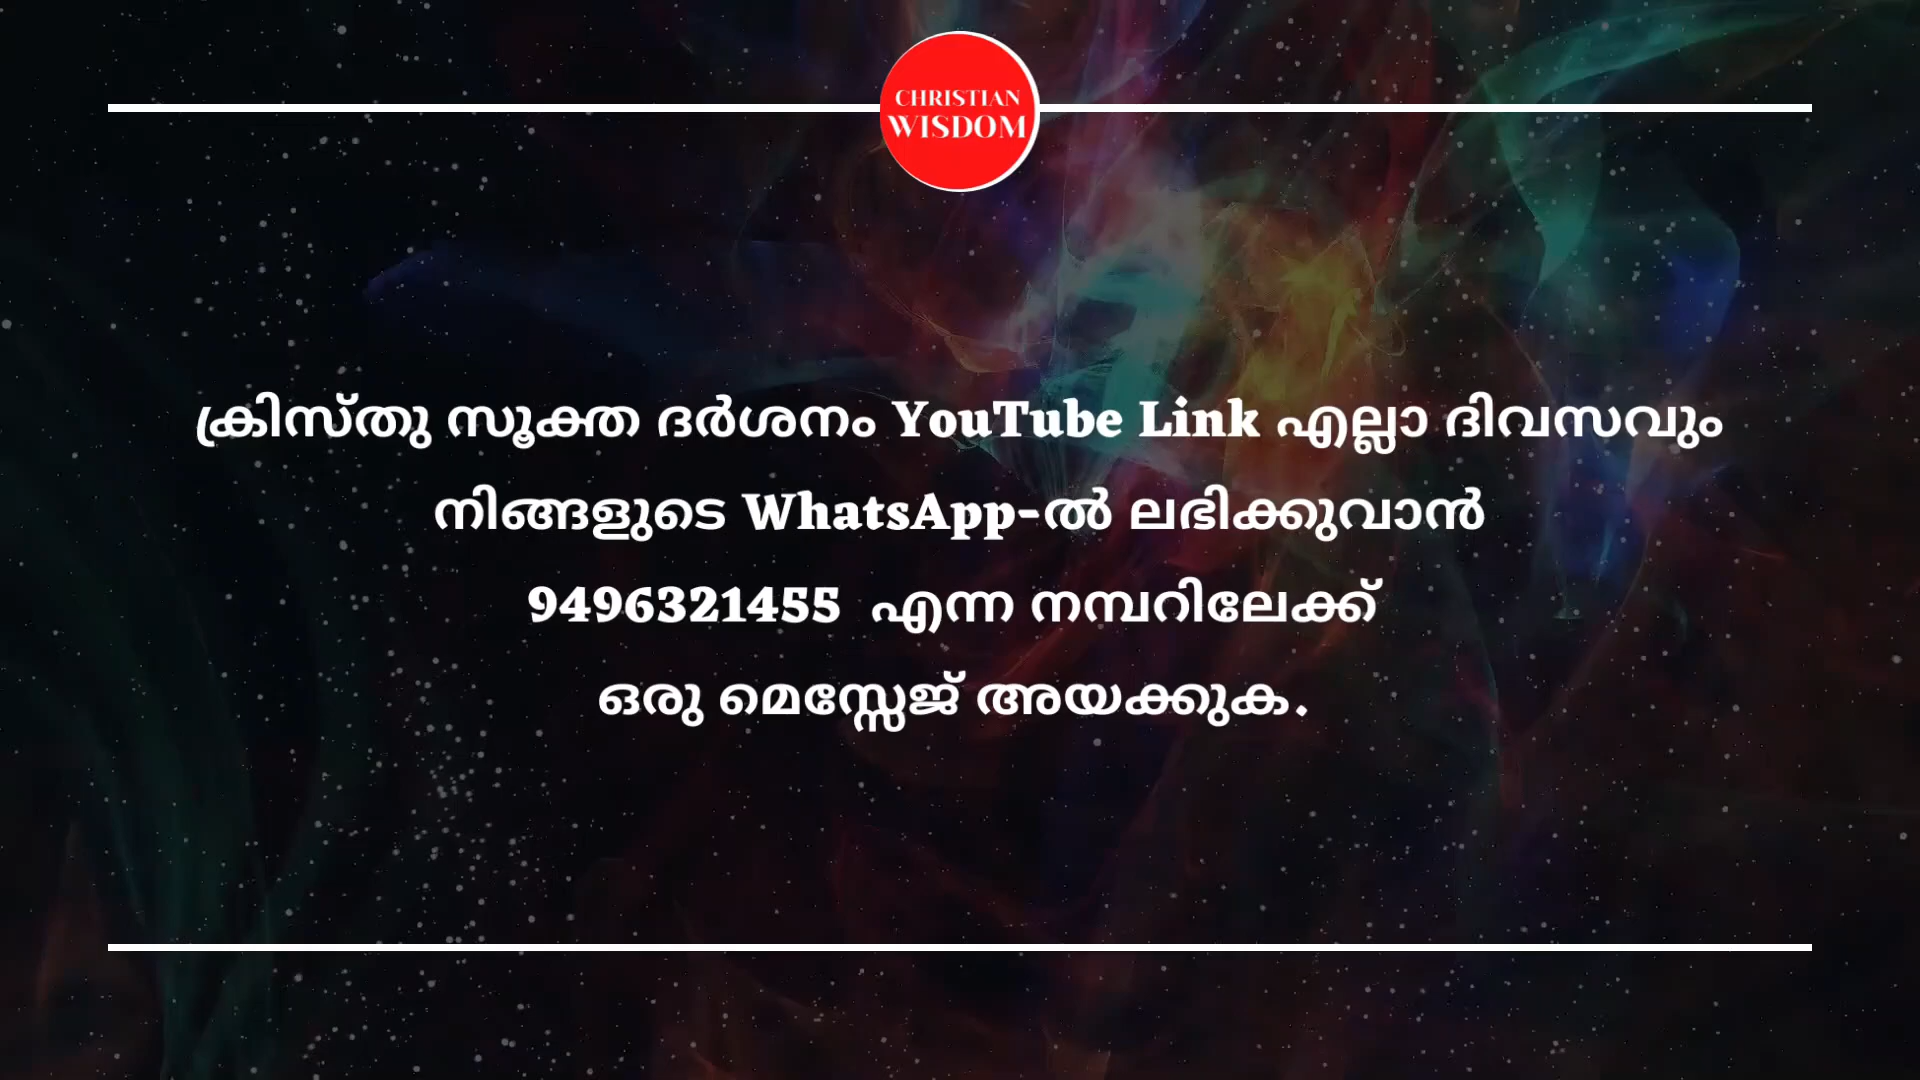 CHRISTIAN
WISDOM
ക്രിസ്തു സൂക്ത ദർശനം YouTube Link എല്ലാ ദിവസവും
നിങ്ങളുടെ WhatsApp-ൽ ലഭിക്കുവാൻ
9496321455 എന്ന നമ്പറിലേക്ക്
ഒരു മെസ്സേജ് അയക്കുക.